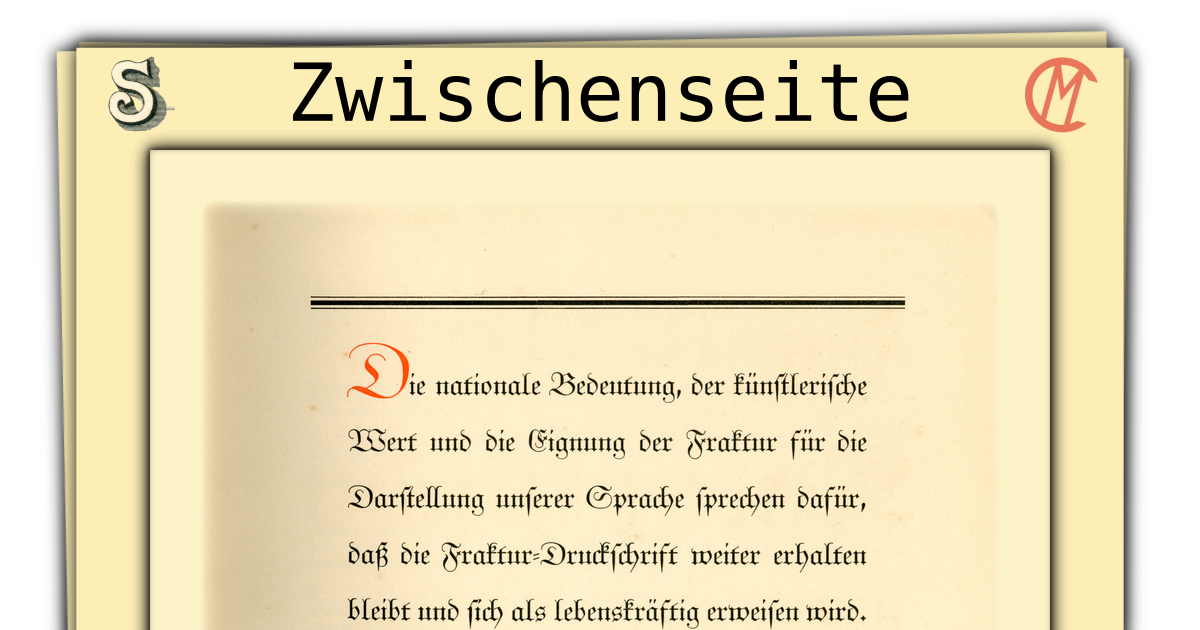 S Zwischenseite CM
Die nationale Bedeutung, der künſtleriſche
Wert und die Eignung der Fraktur für die
Darſtellung unſerer Sprache ſprechen dafür,
daß die Fraktur-Druckſchrift weiter erhalten
bleibt und ſich als lebenskräftig erweiſen wird.